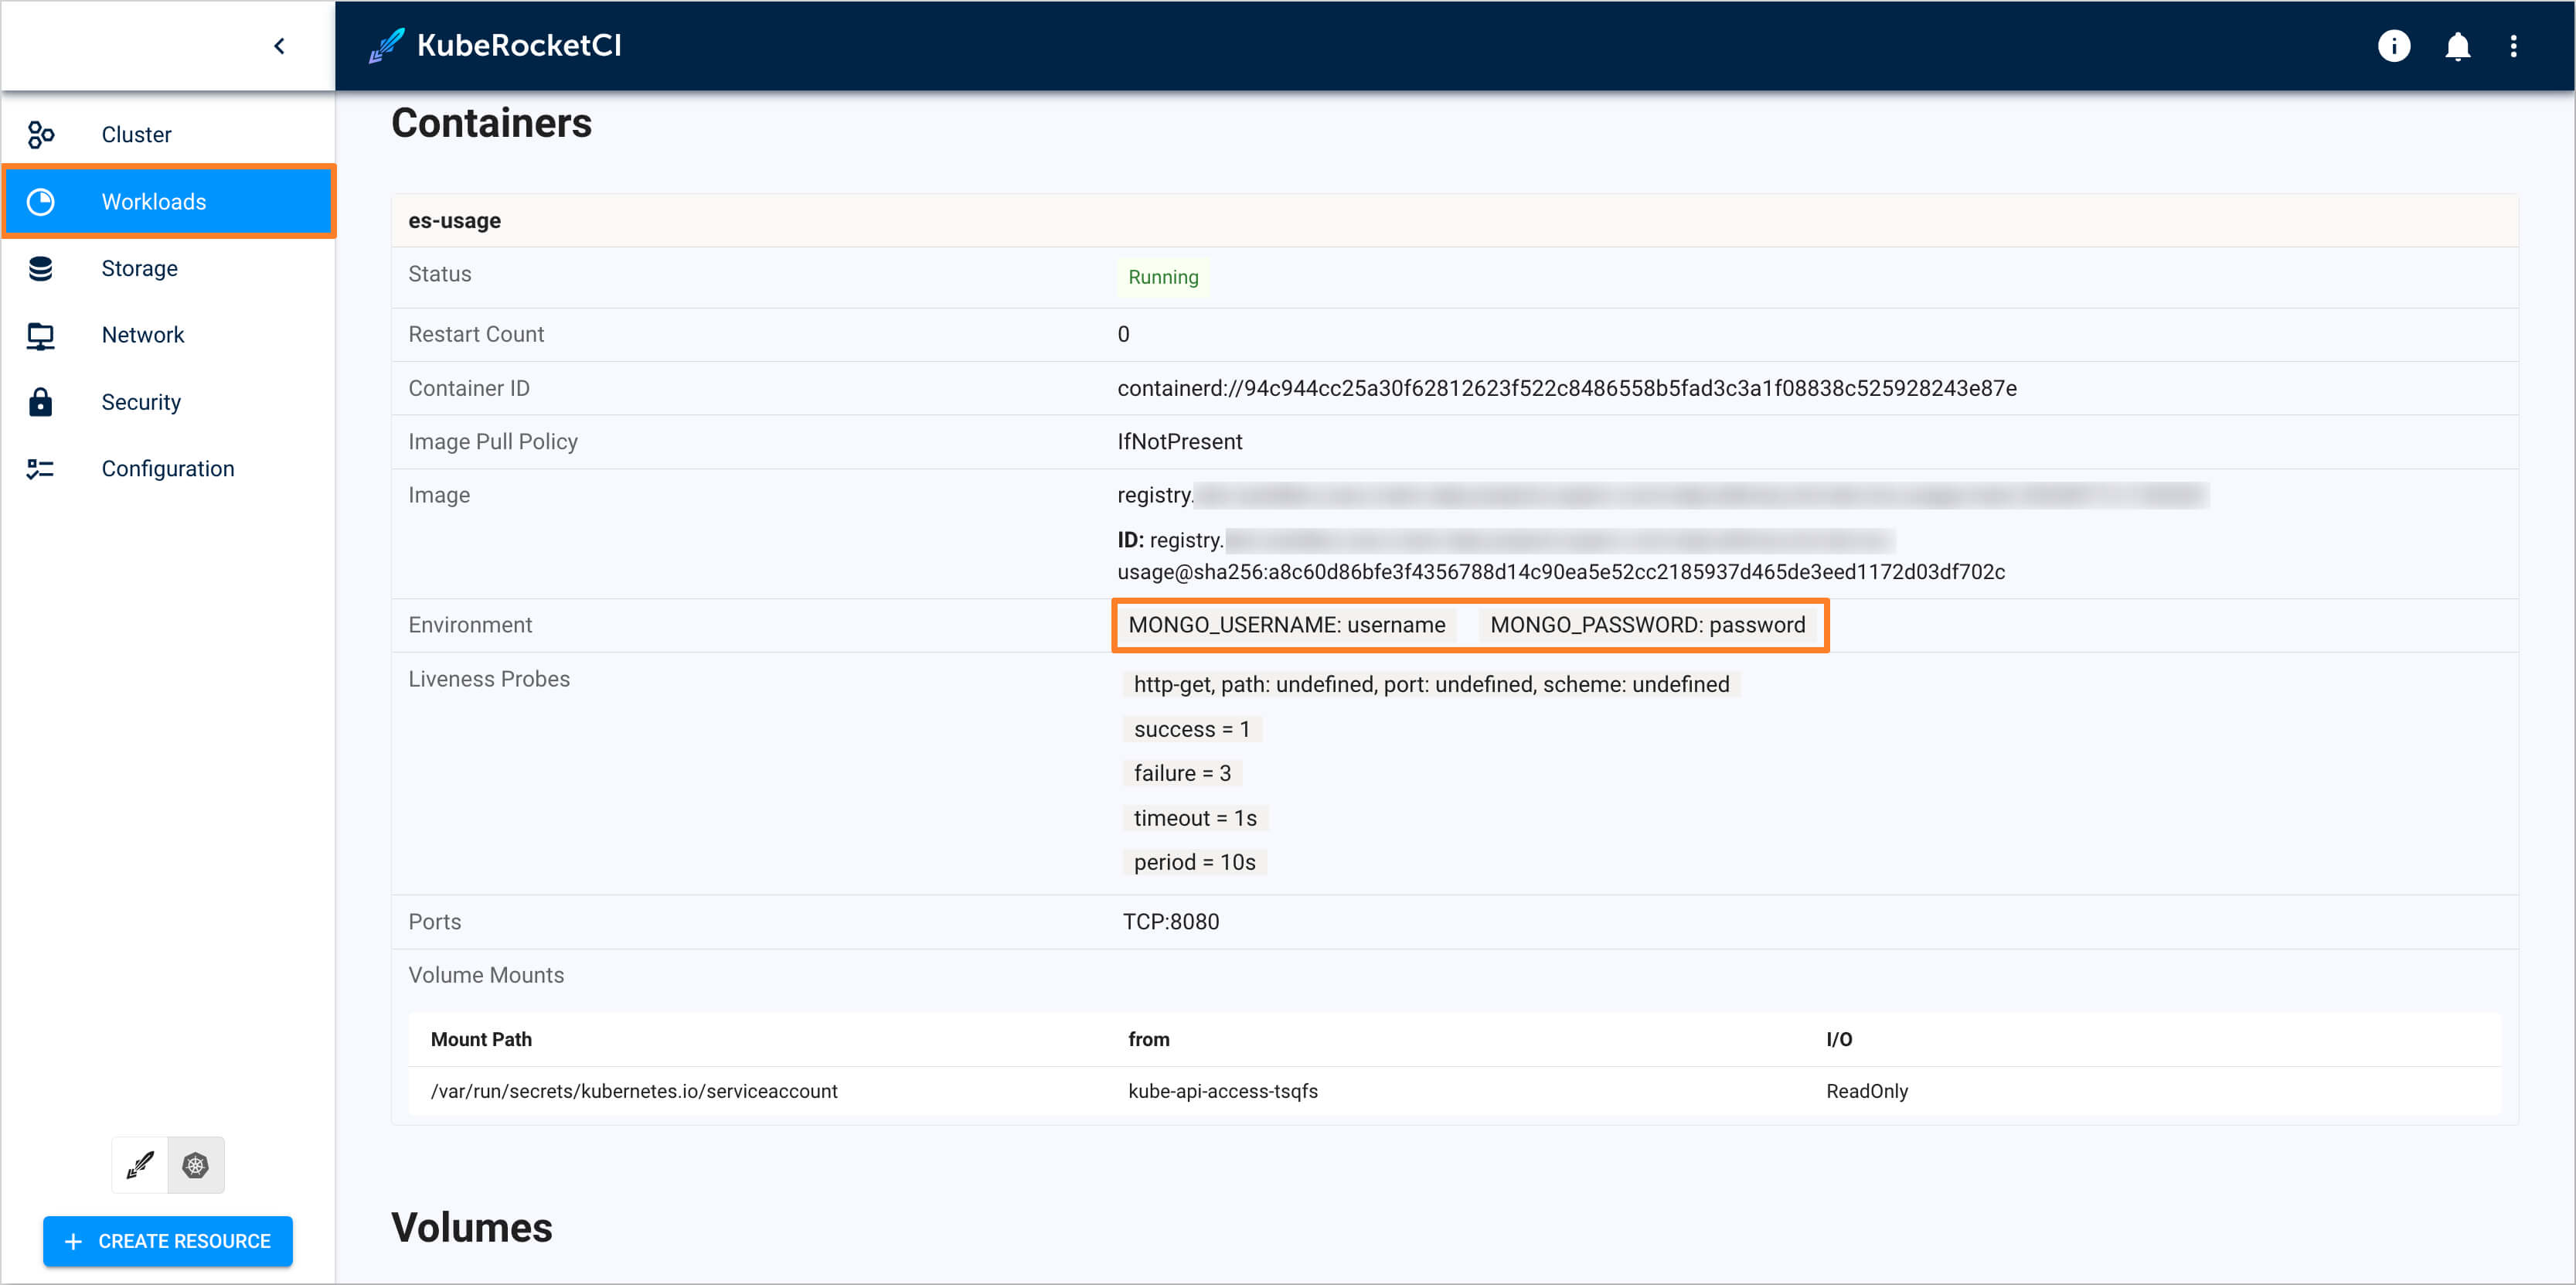 KubeRocketCI
Cluster
Workloads
Storage
Network
Security
Configuration
CREATE RESOURCE
Containers
es-usage
Status Running
Restart Count 0
Container ID containerd://94c944cc25a30f62812623f522c8486558b5fad3c3a1f08838c525928243e87e
Image Pull Policy IfNotPresent
Image registry.
ID: registry.
usage@sha256:a8c60d86bfe3f4356788d14c90ea5e52cc2185937d465de3eed1172d03df702c
Environment MONGO_USERNAME: username MONGO_PASSWORD: password
Liveness Probes http-get, path: undefined, port: undefined, scheme: undefined
success = 1
failure = 3
timeout = 1s
period = 10s
Ports TCP:8080
Volume Mounts
Mount Path from I/O
/var/run/secrets/kubernetes.io/serviceaccount kube-api-access-tsqfs ReadOnly
Volumes